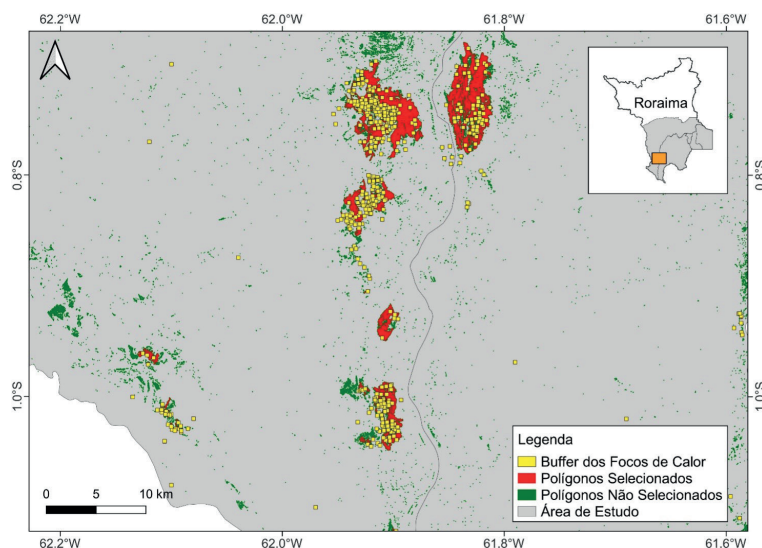 62.2°W 62.0°W 61.8°W 61.6°W
Roraima
0.8°S 0.8°S
1.0°S 1.0°S
Legenda
Buffer dos Focos de Calor
Polígonos Selecionados
Polígonos Não Selecionados
Área de Estudo
0 5 10 km
62.2°W 62.0°W 61.8°W 61.6°W